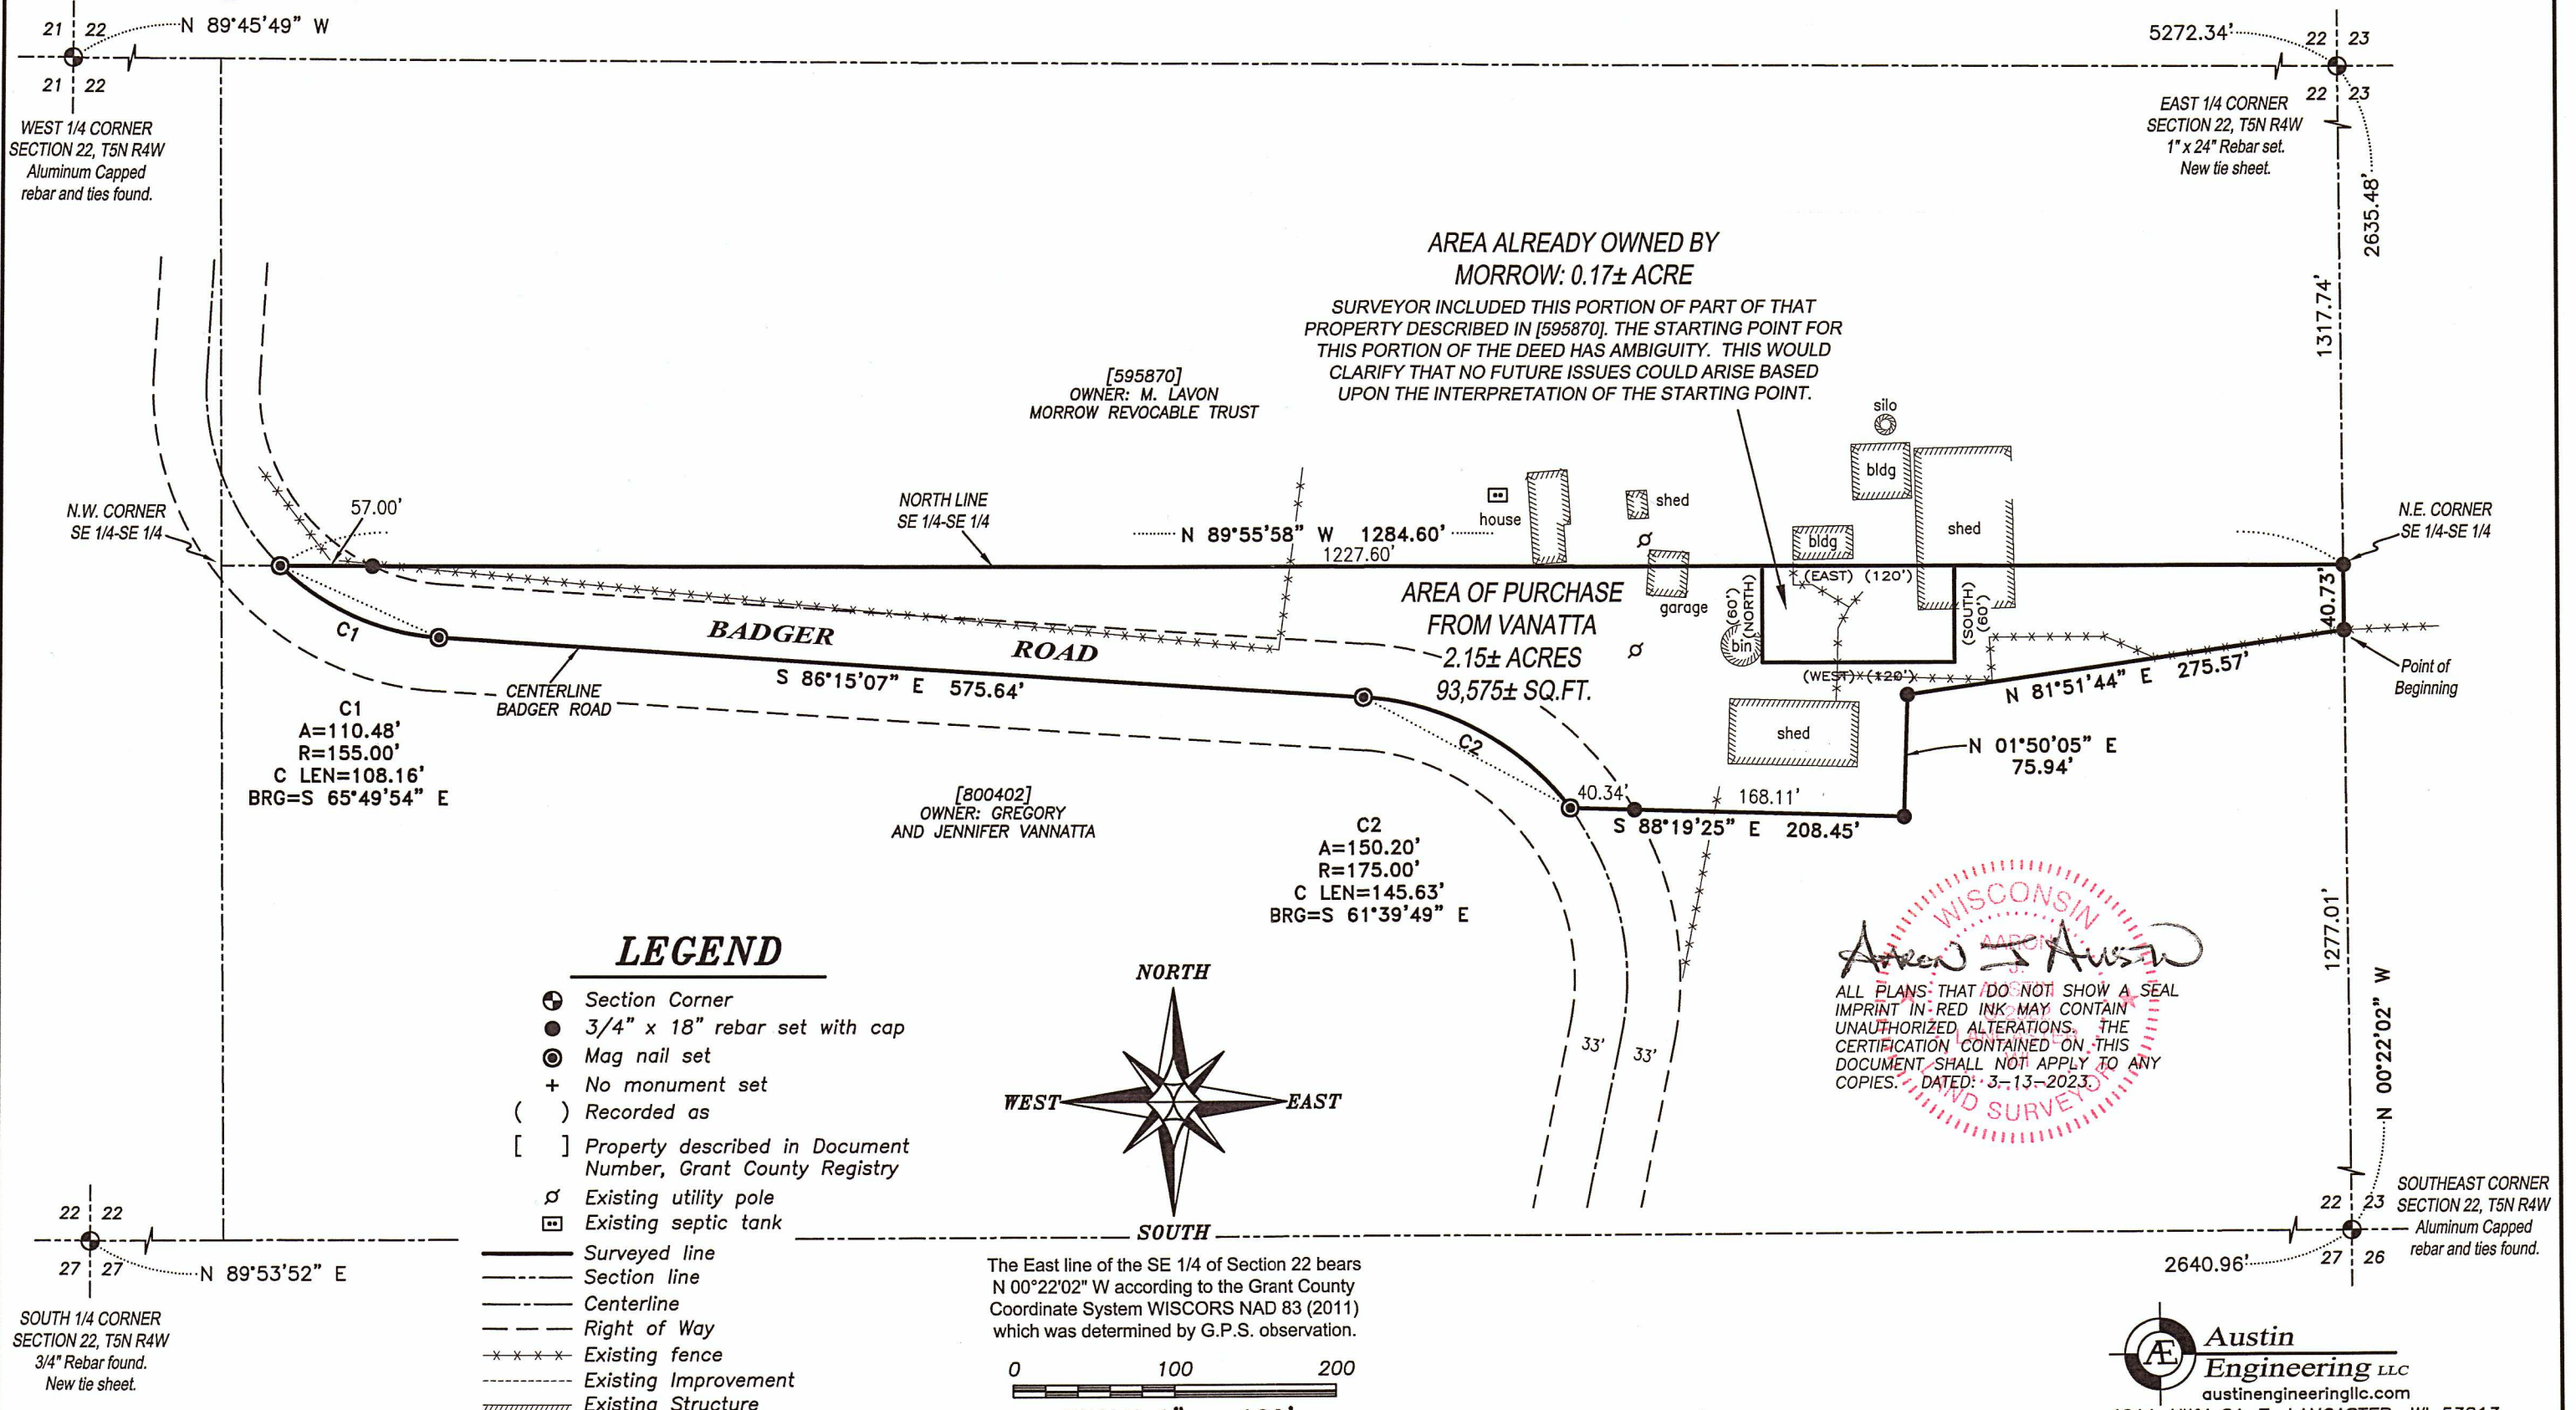 21 22
N 89°45'49" W
5272.34'
22 23
21 22
22 23
WEST 1/4 CORNER
SECTION 22, T5N R4W
Aluminum Capped
rebar and ties found.
EAST 1/4 CORNER
SECTION 22, T5N R4W
1" x 24" Rebar set.
New tie sheet.
2635.48'
1317.74'
AREA ALREADY OWNED BY
MORROW: 0.17± ACRE
SURVEYOR INCLUDED THIS PORTION OF PART OF THAT
PROPERTY DESCRIBED IN [595870]. THE STARTING POINT FOR
THIS PORTION OF THE DEED HAS AMBIGUITY. THIS WOULD
CLARIFY THAT NO FUTURE ISSUES COULD ARISE BASED
UPON THE INTERPRETATION OF THE STARTING POINT.
[595870]
OWNER: M. LAVON
MORROW REVOCABLE TRUST
silo
bldg
shed
house
shed
bldg
garage
bin
shed
N.W. CORNER
SE 1/4-SE 1/4
57.00'
NORTH LINE
SE 1/4-SE 1/4
N 89°55'58" W 1284.60'
1227.60'
N.E. CORNER
SE 1/4-SE 1/4
(EAST) (120')
(60')
(NORTH)
(SOUTH)
(60')
(WEST) (120')
40.73'
AREA OF PURCHASE
FROM VANATTA
2.15± ACRES
93,575± SQ.FT.
BADGER
ROAD
C1
S 86°15'07" E 575.64'
CENTERLINE
BADGER ROAD
C2
N 81°51'44" E 275.57'
Point of
Beginning
N 01°50'05" E
75.94'
40.34'
168.11'
S 88°19'25" E 208.45'
C1
A=110.48'
R=155.00'
C LEN=108.16'
BRG=S 65°49'54" E
[800402]
OWNER: GREGORY
AND JENNIFER VANNATTA
C2
A=150.20'
R=175.00'
C LEN=145.63'
BRG=S 61°39'49" E
33'
33'
1277.01'
N 00°22'02" W
Aaron J Austin
WISCONSIN
AARON
J.
AUSTIN
LANCASTER
WI
LAND SURVEYOR
ALL PLANS THAT DO NOT SHOW A SEAL
IMPRINT IN RED INK MAY CONTAIN
UNAUTHORIZED ALTERATIONS. THE
CERTIFICATION CONTAINED ON THIS
DOCUMENT SHALL NOT APPLY TO ANY
COPIES. DATED: 3-13-2023.
LEGEND
Section Corner
3/4" x 18" rebar set with cap
Mag nail set
+ No monument set
( ) Recorded as
[ ] Property described in Document
Number, Grant County Registry
Existing utility pole
Existing septic tank
Surveyed line
Section line
Centerline
Right of Way
Existing fence
Existing Improvement
Existing Structure
NORTH
WEST
EAST
SOUTH
The East line of the SE 1/4 of Section 22 bears
N 00°22'02" W according to the Grant County
Coordinate System WISCORS NAD 83 (2011)
which was determined by G.P.S. observation.
0 100 200
22 22
27 27
N 89°53'52" E
SOUTH 1/4 CORNER
SECTION 22, T5N R4W
3/4" Rebar found.
New tie sheet.
22 23
27 26
2640.96'
SOUTHEAST CORNER
SECTION 22, T5N R4W
Aluminum Capped
rebar and ties found.
AE
Austin
Engineering LLC
austinengineeringllc.com